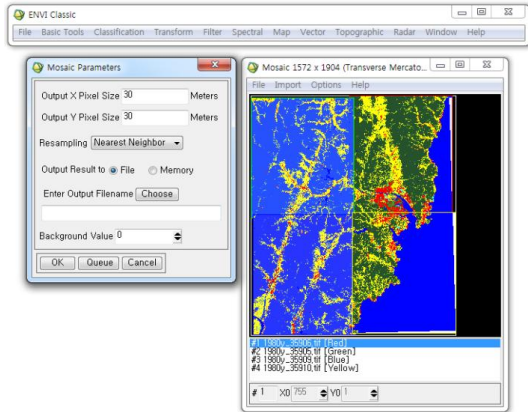 ENVI Classic
File Basic Tools Classification Transform Filter Spectral Map Vector Topographic Radar Window Help
Mosaic Parameters
Output X Pixel Size 30 Meters
Output Y Pixel Size 30 Meters
Resampling Nearest Neighbor
Output Result to File Memory
Enter Output Filename Choose
Background Value 0
OK Queue Cancel
Mosaic 1572 x 1904 (Transverse Mercato...
File Import Options Help
#1 1980y_35906.tif [Red]
#2 1980y_35905.tif [Green]
#3 1980y_35909.tif [Blue]
#4 1980y_35910.tif [Yellow]
# 1 X0 755 Y0 1